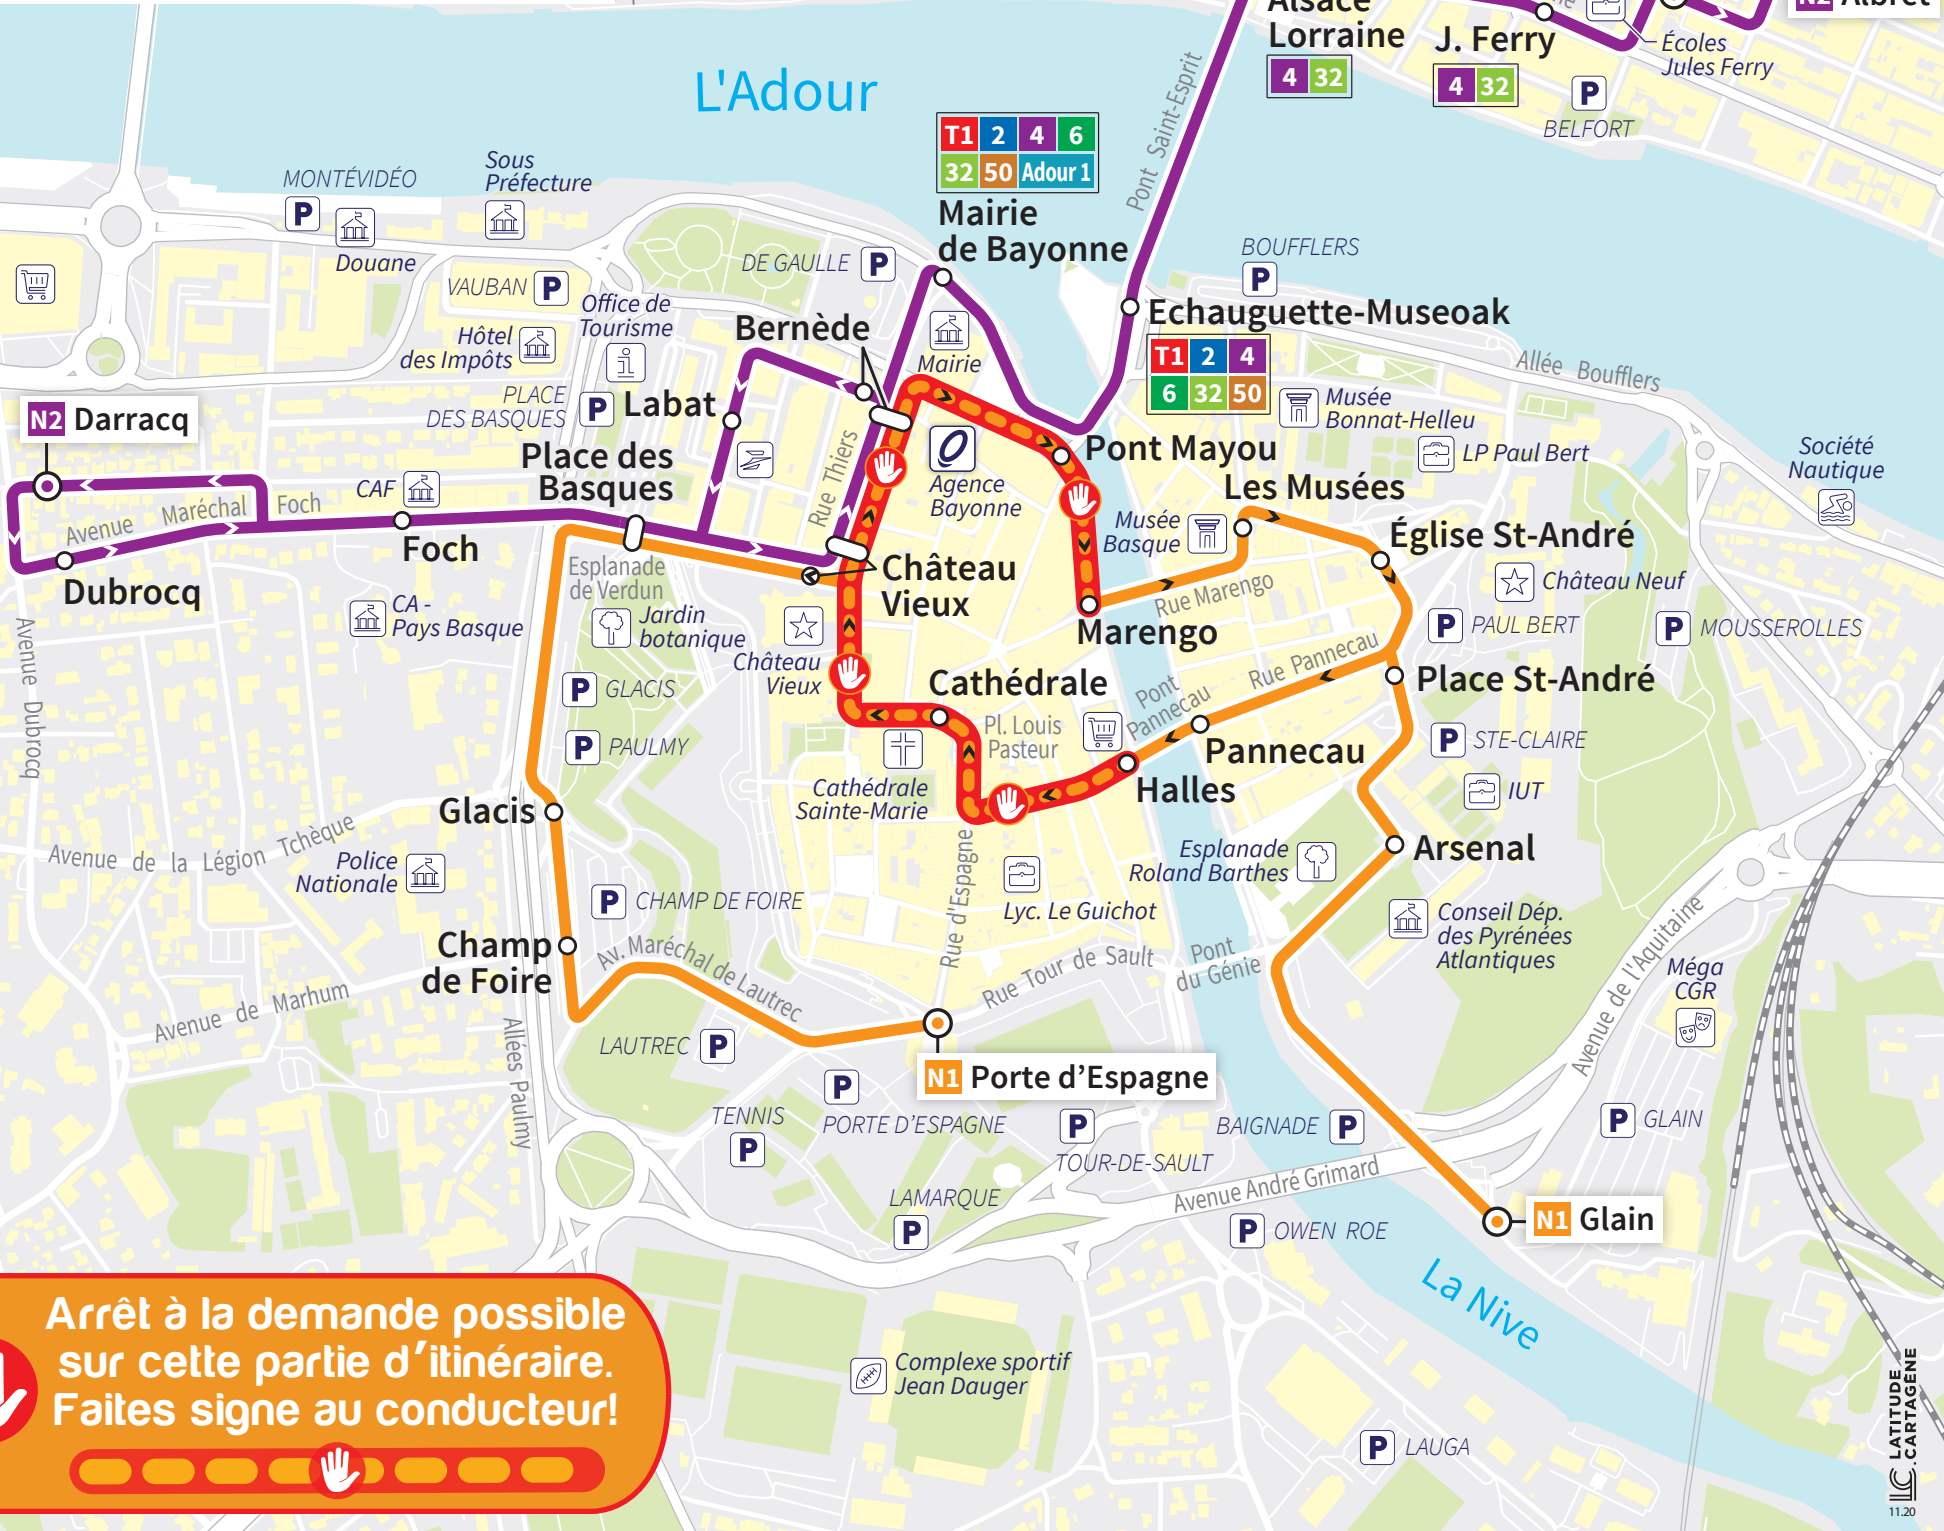 Alsace
Lorraine
4 32
J. Ferry
4 32
Écoles
Jules Ferry
N2 Albret
P
BELFORT
L'Adour
Pont Saint-Esprit
T1 2 4 6
32 50 Adour 1
Mairie
de Bayonne
MONTÉVIDÉO
P
Douane
Sous
Préfecture
VAUBAN P
Office de
Tourisme
i
Hôtel
des Impôts
DE GAULLE P
Mairie
BOUFFLERS
P
Echauguette-Museoak
T1 2 4
6 32 50
Allée Boufflers
Musée
Bonnat-Helleu
LP Paul Bert
Société
Nautique
Bernède
PLACE
DES BASQUES P
Labat
N2 Darracq
Place des
Basques
Rue Thiers
Agence
Bayonne
Pont Mayou
Les Musées
Musée
Basque
Église St-André
Château Neuf
P PAUL BERT
P MOUSSEROLLES
CAF
Avenue Maréchal Foch
Foch
Dubrocq
Avenue Dubrocq
CA -
Pays Basque
Esplanade
de Verdun
Jardin
botanique
Château
Vieux
Château
Vieux
Marengo
Rue Marengo
Rue Pannecau
Pont
Pannecau
Place St-André
P GLACIS
P PAULMY
Cathédrale
Pl. Louis
Pasteur
Cathédrale
Sainte-Marie
Pannecau
Halles
P STE-CLAIRE
IUT
Glacis
Avenue de la Légion Tchèque
Police
Nationale
P CHAMP DE FOIRE
Rue d'Espagne
Lyc. Le Guichot
Esplanade
Roland Barthes
Arsenal
Conseil Dép.
des Pyrénées
Atlantiques
Champ
de Foire
Av. Maréchal de Lautrec
Avenue de Marhum
Allées Paulmy
Rue Tour de Sault
Pont
du Génie
Avenue de l'Aquitaine
Méga
CGR
LAUTREC P
N1 Porte d’Espagne
P
PORTE D’ESPAGNE
TENNIS
P
P
TOUR-DE-SAULT
BAIGNADE P
P GLAIN
LAMARQUE
P
Avenue André Grimard
P OWEN ROE
N1 Glain
La Nive
Arrêt à la demande possible
sur cette partie d’itinéraire.
Faites signe au conducteur!
Complexe sportif
Jean Dauger
P LAUGA
LATITUDE
CARTAGÈNE
LC
11.20